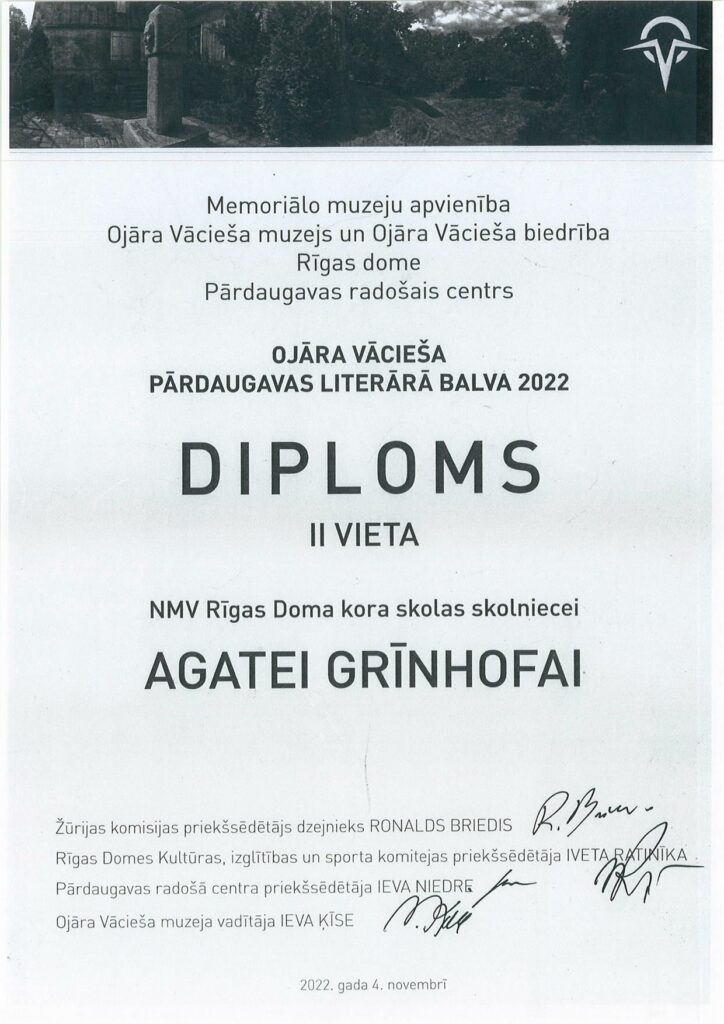 Memoriālo muzeju apvienība
Ojāra Vācieša muzejs un Ojāra Vācieša biedrība
Rīgas dome
Pārdaugavas radošais centrs
OJĀRA VĀCIEŠA
PĀRDAUGAVAS LITERĀRĀ BALVA 2022
DIPLOMS
II VIETA
NMV Rīgas Doma kora skolas skolniecei
AGATEI GRĪNHOFAI
Žūrijas komisijas priekšsēdētājs dzejnieks RONALDS BRIEDIS
Rīgas Domes Kultūras, izglītības un sporta komitejas priekšsēdētāja IVETA RATINĪKA
Pārdaugavas radošā centra priekšsēdētāja IEVA NIEDRE
Ojāra Vācieša muzeja vadītāja IEVA ĶĪSE
2022. gada 4. novembrī